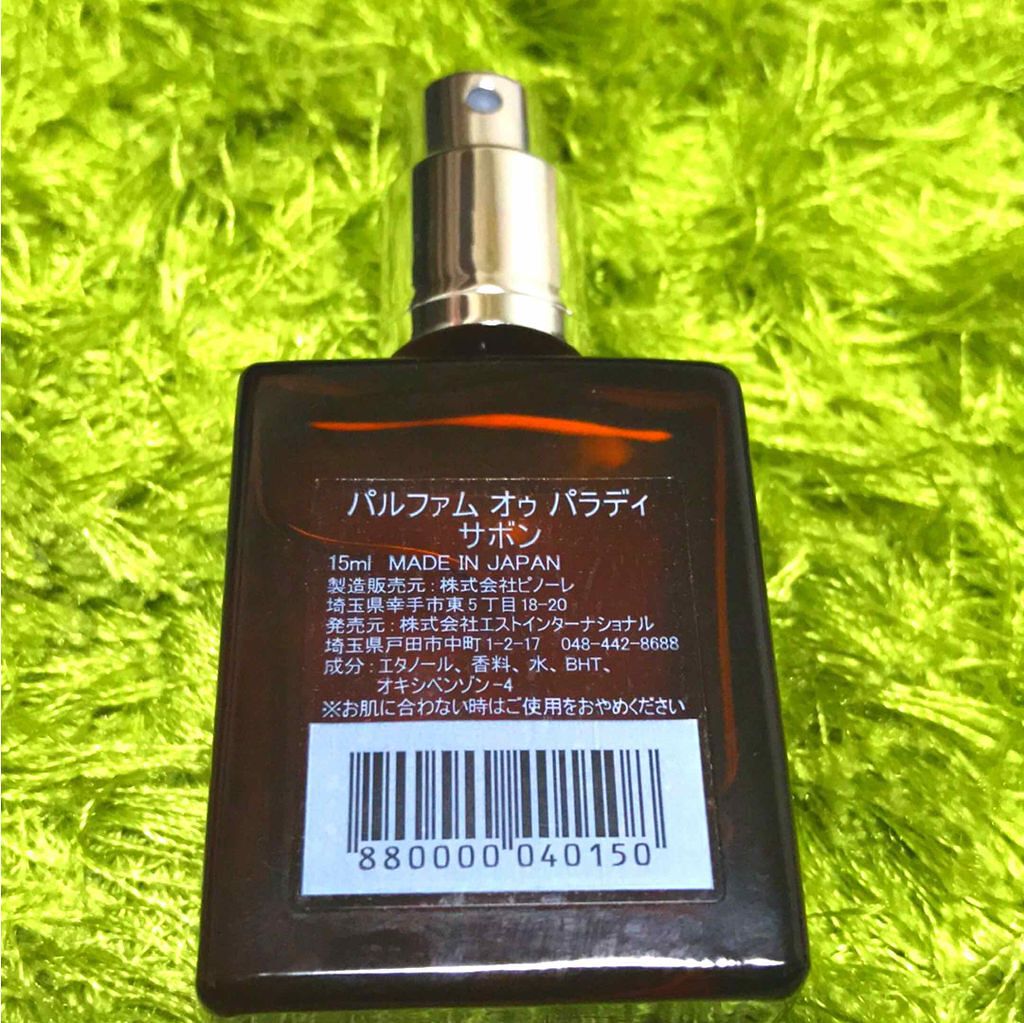 パルファム オゥ パラディ
サボン
15ml MADE IN JAPAN
製造販売元：株式会社ピノーレ
埼玉県幸手市東5丁目18-20
発売元：株式会社エストインターナショナル
埼玉県戸田市中町1-2-17 048-442-8688
成分：エタノール、香料、水、BHT、
オキシベンゾン-4
※お肌に合わない時はご使用をおやめください
880000 040150